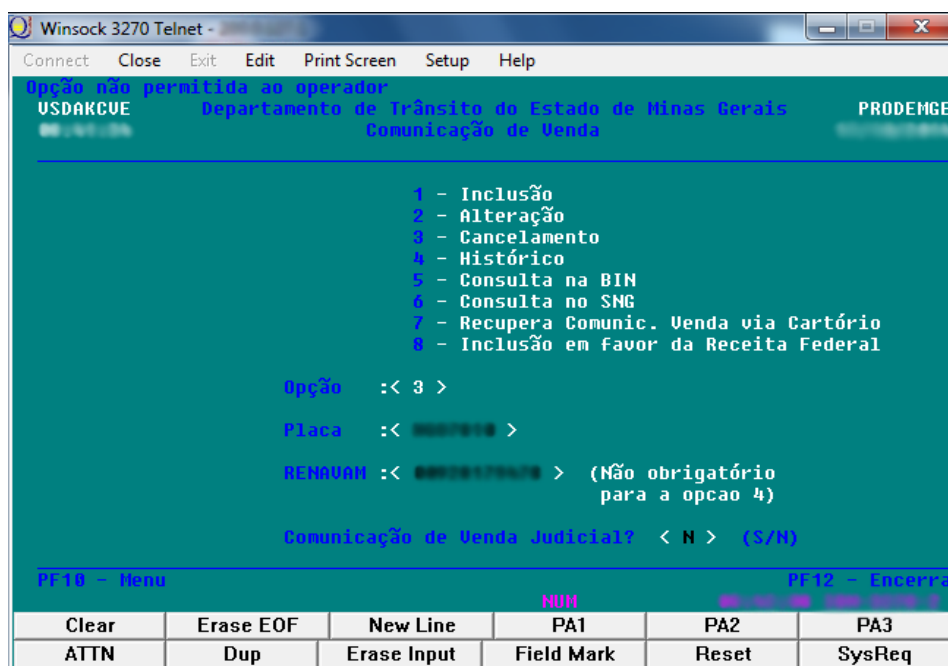 Winsock 3270 Telnet -
Connect Close Exit Edit Print Screen Setup Help
Opção não permitida ao operador
VSDAKCVE Departamento de Trânsito do Estado de Minas Gerais PRODEMGE
Comunicação de Venda
1 - Inclusão
2 - Alteração
3 - Cancelamento
4 - Histórico
5 - Consulta na BIN
6 - Consulta no SNG
7 - Recupera Comunic. Venda via Cartório
8 - Inclusão em favor da Receita Federal
Opção :< 3 >
Placa :< >
RENAVAM :< > (Não obrigatório
para a opcao 4)
Comunicação de Venda Judicial? < N > (S/N)
PF10 - Menu PF12 - Encerra
NUM
Clear Erase EOF New Line PA1 PA2 PA3
ATTN Dup Erase Input Field Mark Reset SysReq